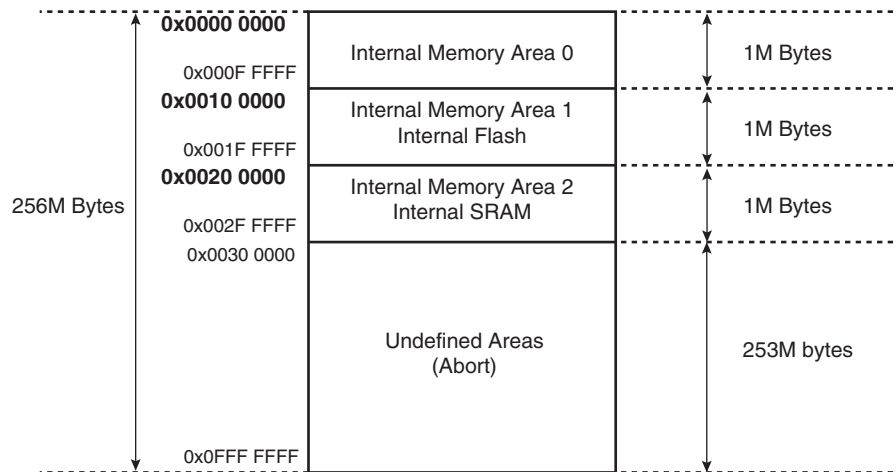 0x0000 0000
Internal Memory Area 0
1M Bytes
0x000F FFFF
0x0010 0000
Internal Memory Area 1
Internal Flash
1M Bytes
0x001F FFFF
0x0020 0000
Internal Memory Area 2
Internal SRAM
1M Bytes
256M Bytes
0x002F FFFF
0x0030 0000
Undefined Areas
(Abort)
253M bytes
0x0FFF FFFF